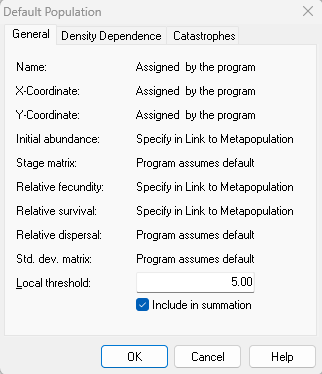 Default Population
General Density Dependence Catastrophes
Name: Assigned by the program
X-Coordinate: Assigned by the program
Y-Coordinate: Assigned by the program
Initial abundance: Specify in Link to Metapopulation
Stage matrix: Program assumes default
Relative fecundity: Specify in Link to Metapopulation
Relative survival: Specify in Link to Metapopulation
Relative dispersal: Program assumes default
Std. dev. matrix: Program assumes default
Local threshold: 5.00
Include in summation
OK Cancel Help